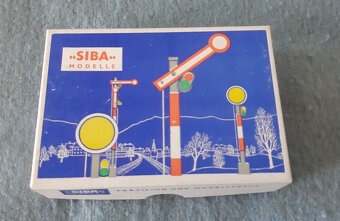 »SIBA«
MODELLE
SIBA
PRÄZISION UND MODELLTREUE